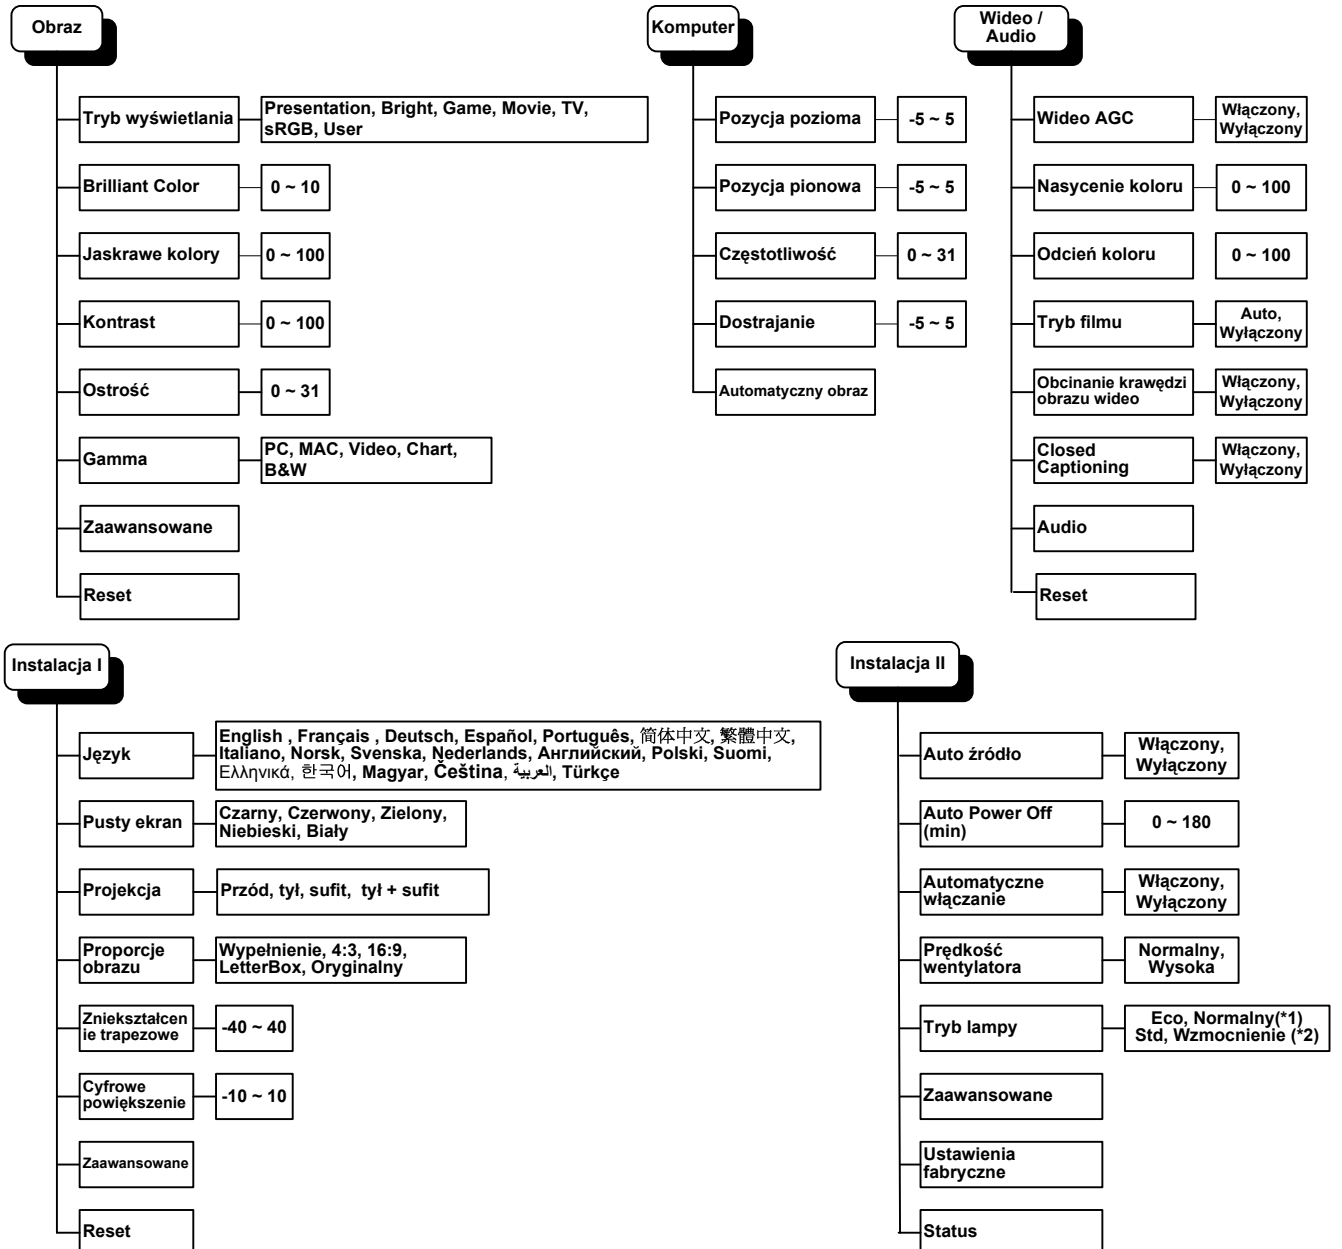 Obraz
Tryb wyświetlania
Presentation, Bright, Game, Movie, TV,
sRGB, User
Brilliant Color
0 ~ 10
Jaskrawe kolory
0 ~ 100
Kontrast
0 ~ 100
Ostrość
0 ~ 31
Gamma
PC, MAC, Video, Chart,
B&W
Zaawansowane
Reset
Komputer
Pozycja pozioma
-5 ~ 5
Pozycja pionowa
-5 ~ 5
Częstotliwość
0 ~ 31
Dostrajanie
-5 ~ 5
Automatyczny obraz
Wideo /
Audio
Wideo AGC
Włączony,
Wyłączony
Nasycenie koloru
0 ~ 100
Odcień koloru
0 ~ 100
Tryb filmu
Auto,
Wyłączony
Obcinanie krawędzi
obrazu wideo
Włączony,
Wyłączony
Closed
Captioning
Włączony,
Wyłączony
Audio
Reset
Instalacja I
Język
English , Français , Deutsch, Español, Português, 简体中文, 繁體中文,
Italiano, Norsk, Svenska, Nederlands, Английский, Polski, Suomi,
Ελληνικά, 한국어, Magyar, Čeština, العربية, Türkçe
Pusty ekran
Czarny, Czerwony, Zielony,
Niebieski, Biały
Projekcja
Przód, tył, sufit, tył + sufit
Proporcje
obrazu
Wypełnienie, 4:3, 16:9,
LetterBox, Oryginalny
Zniekształcen
ie trapezowe
-40 ~ 40
Cyfrowe
powiększenie
-10 ~ 10
Zaawansowane
Reset
Instalacja II
Auto źródło
Włączony,
Wyłączony
Auto Power Off
(min)
0 ~ 180
Automatyczne
włączanie
Włączony,
Wyłączony
Prędkość
wentylatora
Normalny,
Wysoka
Tryb lampy
Eco, Normalny(*1)
Std, Wzmocnienie (*2)
Zaawansowane
Ustawienia
fabryczne
Status